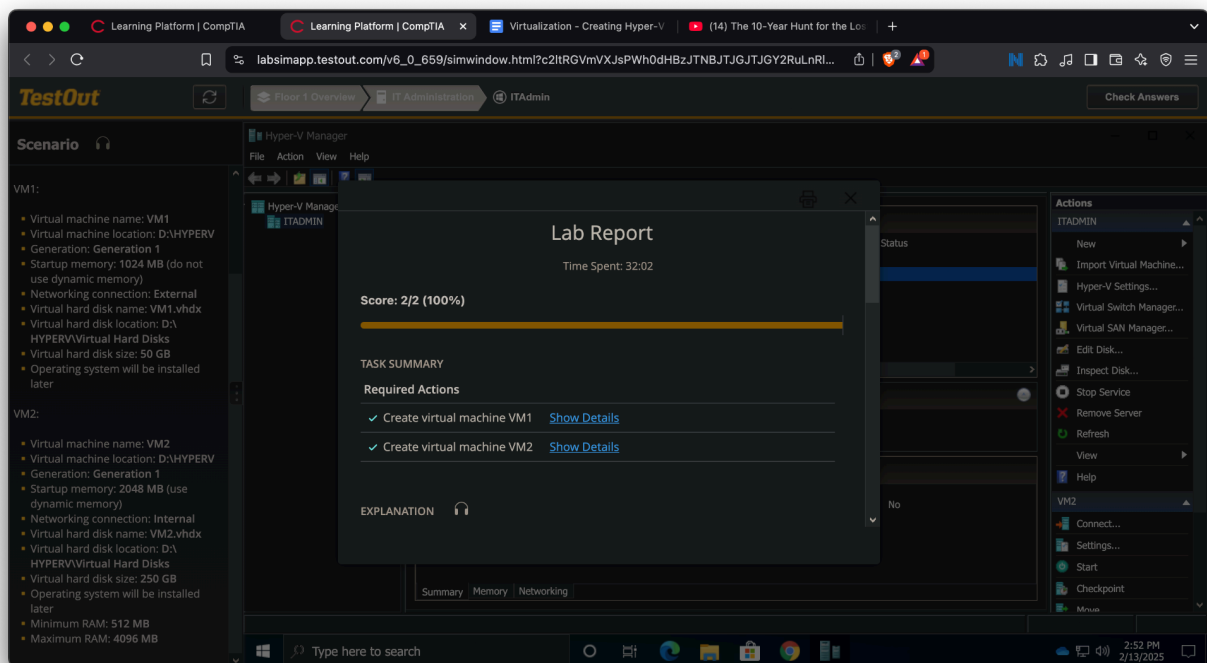 Learning Platform | CompTIA
Learning Platform | CompTIA
Virtualization - Creating Hyper-V
(14) The 10-Year Hunt for the Los
labsimapp.testout.com/v6_0_659/simwindow.html?c2ltRGVmVXJsPWh0dHBzJTNBJTJGJTJGY2RuLnRl...
TestOut
Floor 1 Overview
IT Administration
ITAdmin
Check Answers
Scenario
VM1:
Virtual machine name: VM1
Virtual machine location: D:\HYPERV
Generation: Generation 1
Startup memory: 1024 MB (do not
use dynamic memory)
Networking connection: External
Virtual hard disk name: VM1.vhdx
Virtual hard disk location: D:\
HYPERV\Virtual Hard Disks
Virtual hard disk size: 50 GB
Operating system will be installed
later
VM2:
Virtual machine name: VM2
Virtual machine location: D:\HYPERV
Generation: Generation 1
Startup memory: 2048 MB (use
dynamic memory)
Networking connection: Internal
Virtual hard disk name: VM2.vhdx
Virtual hard disk location: D:\
HYPERV\Virtual Hard Disks
Virtual hard disk size: 250 GB
Operating system will be installed
later
Minimum RAM: 512 MB
Maximum RAM: 4096 MB
Hyper-V Manager
File Action View Help
Hyper-V Manage
ITADMIN
Lab Report
Time Spent: 32:02
Score: 2/2 (100%)
TASK SUMMARY
Required Actions
Create virtual machine VM1 Show Details
Create virtual machine VM2 Show Details
EXPLANATION
Status
No
Summary Memory Networking
Actions
ITADMIN
New
Import Virtual Machine...
Hyper-V Settings...
Virtual Switch Manager...
Virtual SAN Manager...
Edit Disk...
Inspect Disk...
Stop Service
Remove Server
Refresh
View
Help
VM2
Connect...
Settings...
Start
Checkpoint
Move
Type here to search
2:52 PM
2/13/2025